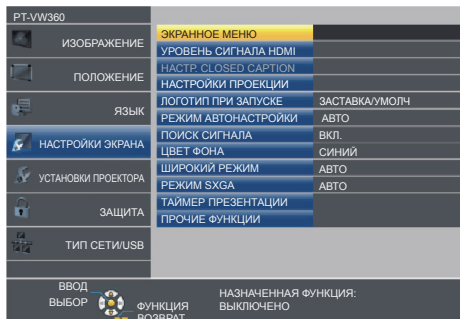 PT-VW360
ИЗОБРАЖЕНИЕ
ПОЛОЖЕНИЕ
ЯЗЫК
НАСТРОЙКИ ЭКРАНА
УСТАНОВКИ ПРОЕКТОРА
ЗАЩИТА
ТИП СЕТИ/USB
ЭКРАННОЕ МЕНЮ
УРОВЕНЬ СИГНАЛА HDMI
НАСТР. CLOSED CAPTION
НАСТРОЙКИ ПРОЕКЦИИ
ЛОГОТИП ПРИ ЗАПУСКЕ ЗАСТАВКА/УМОЛЧ
РЕЖИМ АВТОНАСТРОЙКИ АВТО
ПОИСК СИГНАЛА ВКЛ.
ЦВЕТ ФОНА СИНИЙ
ШИРОКИЙ РЕЖИМ АВТО
РЕЖИМ SXGA АВТО
ТАЙМЕР ПРЕЗЕНТАЦИИ
ПРОЧИЕ ФУНКЦИИ
ВВОД
ВЫБОР
ФУНКЦИЯ
ВОЗВРАТ
НАЗНАЧЕННАЯ ФУНКЦИЯ:
ВЫКЛЮЧЕНО